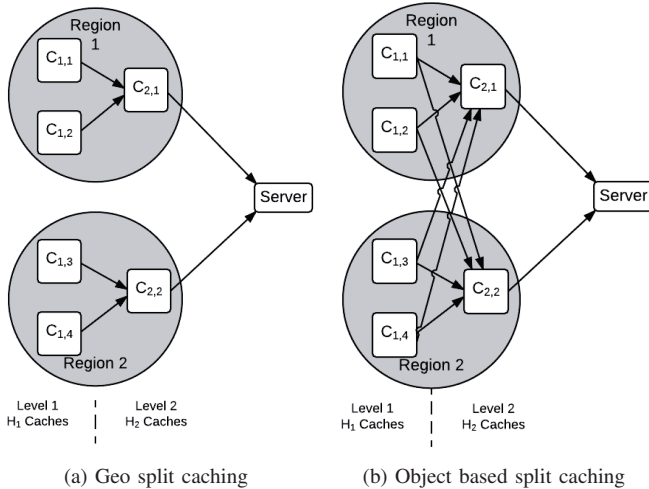 Region
1
C1,1
C1,2
C2,1
Server
C1,3
C1,4
C2,2
Region 2
Level 1
H1 Caches
Level 2
H2 Caches
(a) Geo split caching
Region
1
C1,1
C1,2
C2,1
Server
C1,3
C1,4
C2,2
Region 2
Level 1
H1 Caches
Level 2
H2 Caches
(b) Object based split caching